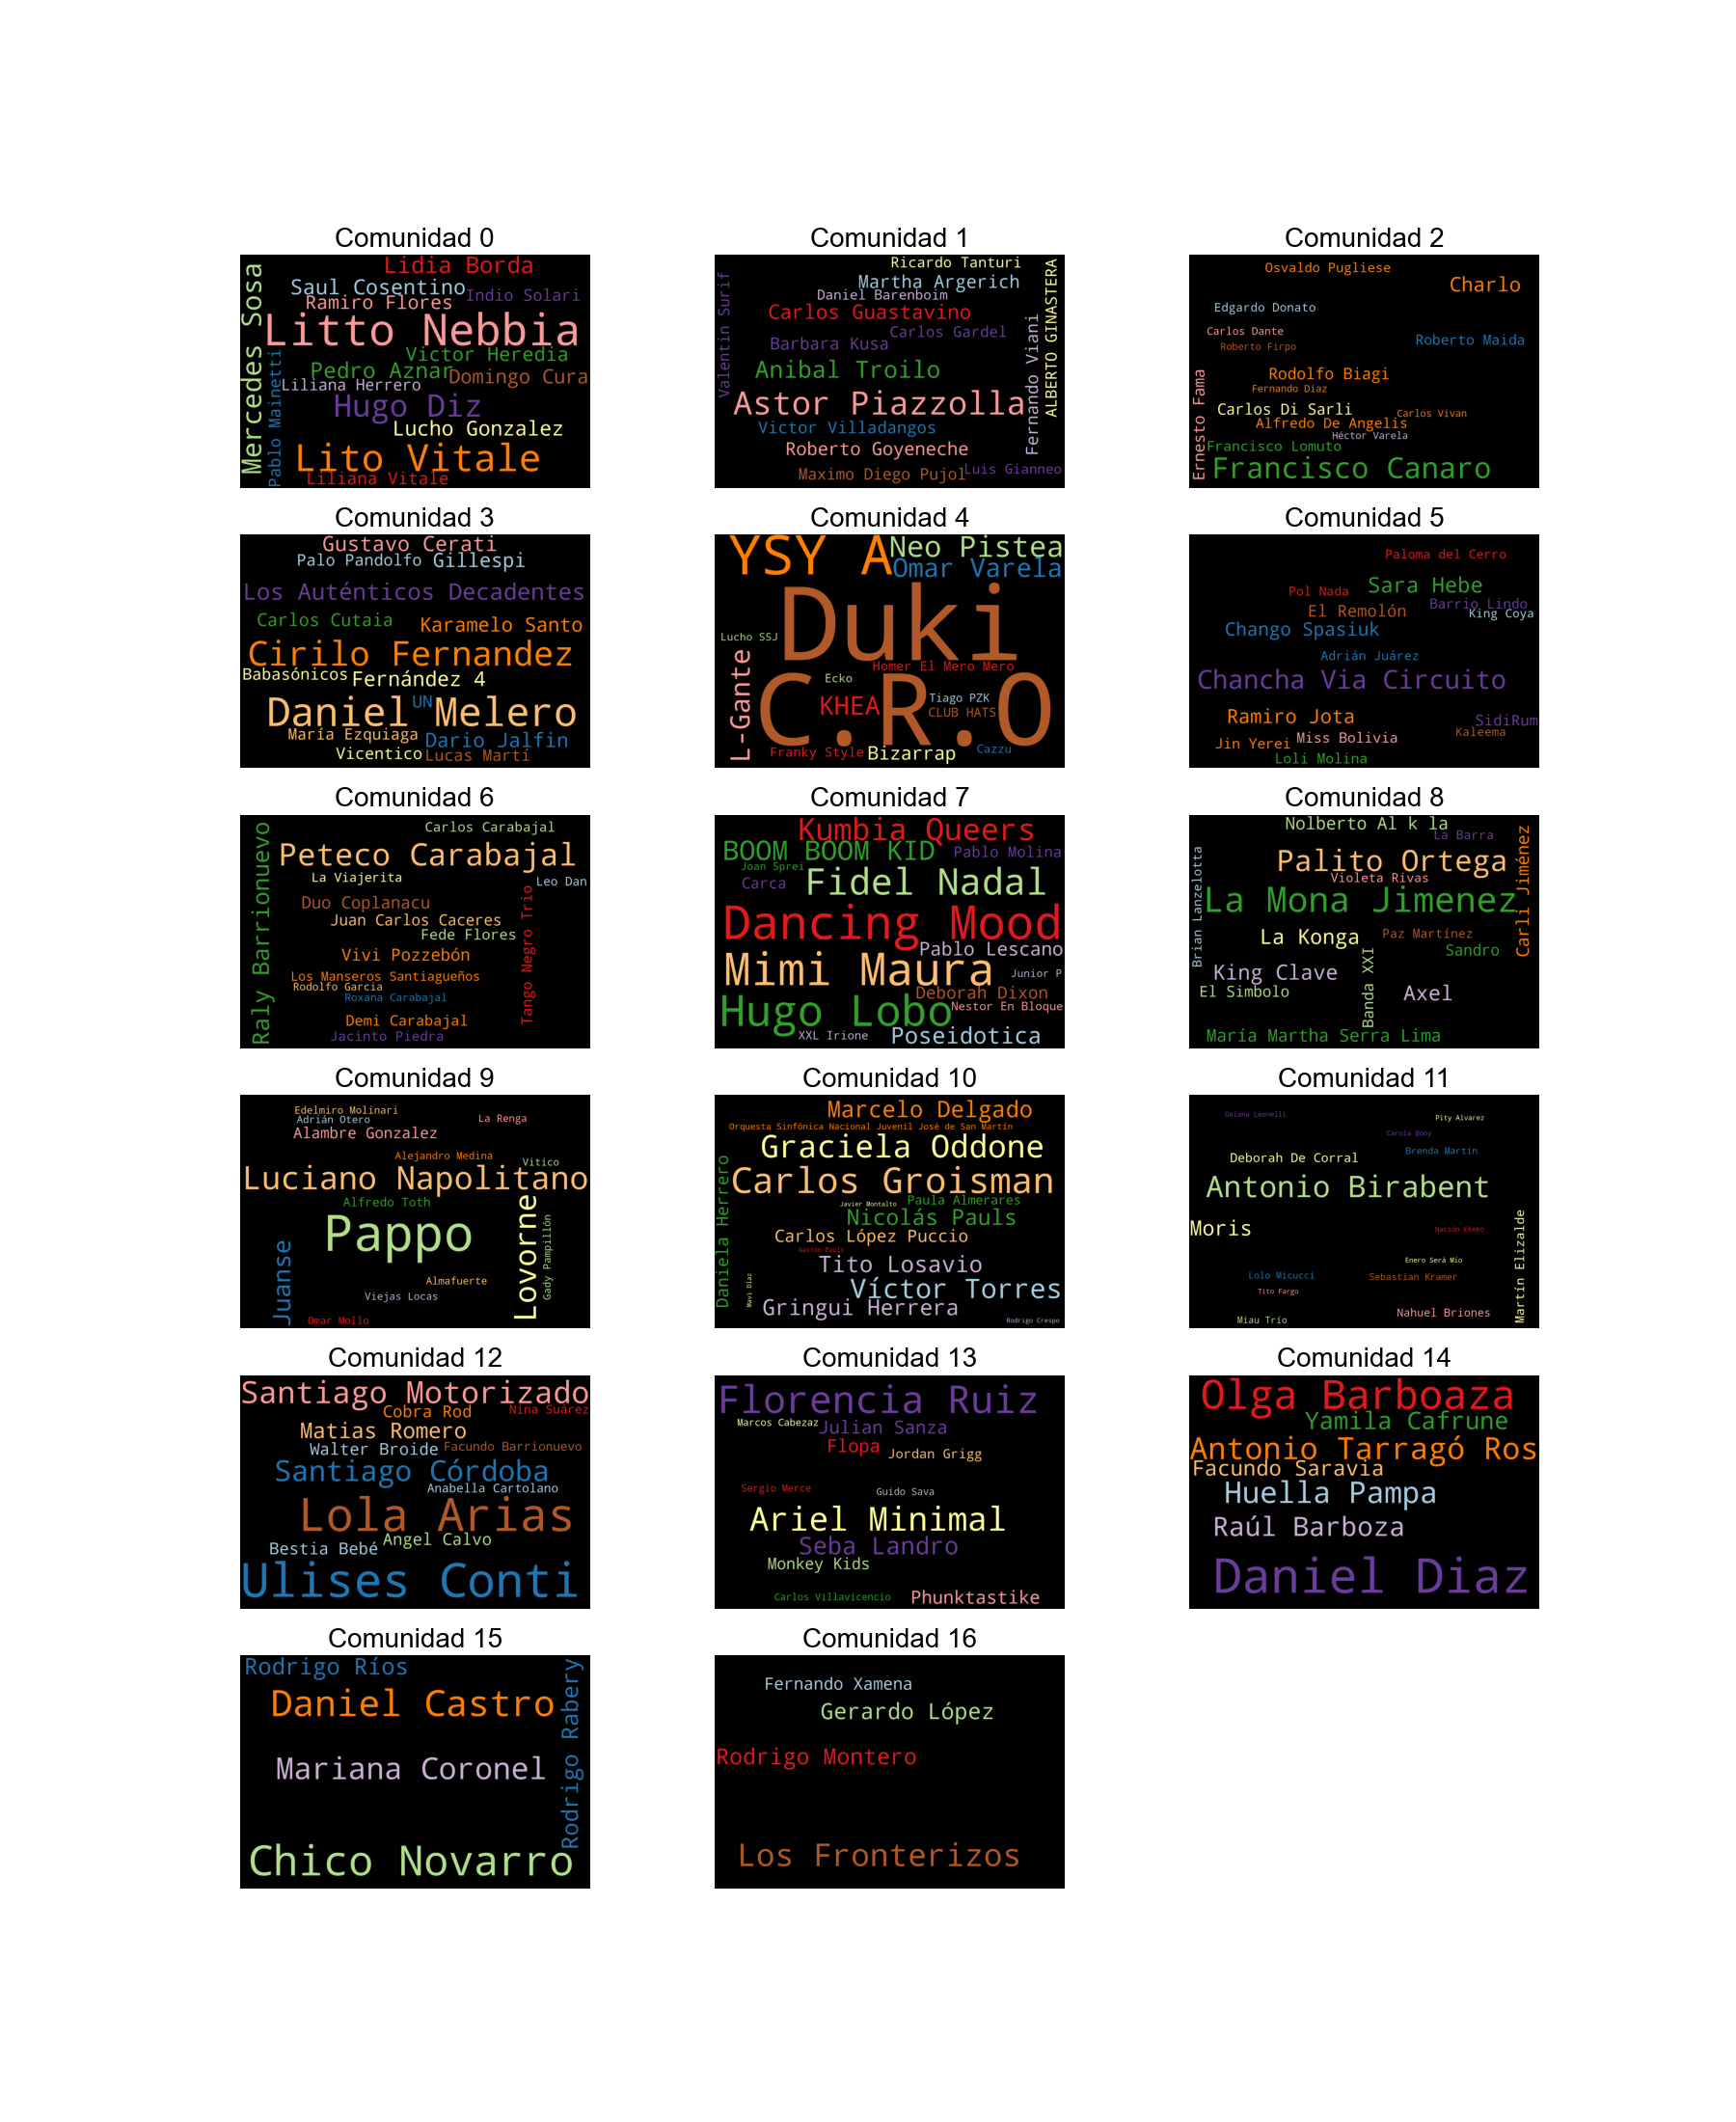 Comunidad 0
Lidia Borda
Saul Cosentino
Indio Solari
Ramiro Flores
Litto Nebbia
Mercedes Sosa
Victor Heredia
Pedro Aznar
Domingo Cura
Liliana Herrero
Pablo Mainetti
Hugo Diz
Lucho Gonzalez
Lito Vitale
Liliana Vitale
Comunidad 1
Ricardo Tanturi
Martha Argerich
Daniel Barenboim
Carlos Guastavino
Carlos Gardel
Barbara Kusa
Valentin Surif
Fernando Viani
ALBERTO GINASTERA
Anibal Troilo
Astor Piazzolla
Victor Villadangos
Roberto Goyeneche
Luis Gianneo
Maximo Diego Pujol
Comunidad 2
Osvaldo Pugliese
Charlo
Edgardo Donato
Carlos Dante
Roberto Maida
Roberto Firpo
Rodolfo Biagi
Fernando Diaz
Ernesto Fama
Carlos Di Sarli
Carlos Vivan
Alfredo De Angelis
Héctor Varela
Francisco Lomuto
Francisco Canaro
Comunidad 3
Gustavo Cerati
Palo Pandolfo
Gillespi
Los Auténticos Decadentes
Carlos Cutaia
Karamelo Santo
Cirilo Fernandez
Babasónicos
Fernández 4
UN
Daniel Melero
María Ezquiaga
Dario Jalfin
Vicentico
Lucas Marti
Comunidad 4
YSY A
Neo Pistea
Omar Varela
Duki
Lucho SSJ
L-Gante
Homer El Mero Mero
Ecko
KHEA
Tiago PZK
CLUB HATS
C.R.O
Franky Style
Bizarrap
Cazzu
Comunidad 5
Paloma del Cerro
Sara Hebe
Pol Nada
Barrio Lindo
El Remolón
King Coya
Chango Spasiuk
Adrián Juárez
Chancha Via Circuito
Ramiro Jota
SidiRum
Kaleema
Miss Bolivia
Jin Yerei
Loli Molina
Comunidad 6
Raly Barrionuevo
Carlos Carabajal
Peteco Carabajal
La Viajerita
Leo Dan
Duo Coplanacu
Juan Carlos Caceres
Fede Flores
Tango Negro Trio
Vivi Pozzebón
Los Manseros Santiagueños
Rodolfo Garcia
Roxana Carabajal
Demi Carabajal
Jacinto Piedra
Comunidad 7
Kumbia Queers
BOOM BOOM KID
Pablo Molina
Joan Sprei
Carca
Fidel Nadal
Dancing Mood
Pablo Lescano
Mimi Maura
Junior P
Deborah Dixon
Hugo Lobo
Nestor En Bloque
XXL Irione
Poseidotica
Comunidad 8
Nolberto Al k la
La Barra
Carli Jiménez
Brian Lanzelotta
Palito Ortega
Violeta Rivas
La Mona Jimenez
La Konga
Paz Martínez
Sandro
Banda XXI
King Clave
El Simbolo
Axel
María Martha Serra Lima
Comunidad 9
Edelmiro Molinari
Adrián Otero
La Renga
Alambre Gonzalez
Alejandro Medina
Vitico
Luciano Napolitano
Alfredo Toth
Pappo
Lovorne
Gady Pampillón
Juanse
Almafuerte
Viejas Locas
Omar Mollo
Comunidad 10
Marcelo Delgado
Orquesta Sinfónica Nacional Juvenil José de San Martín
Graciela Oddone
Carlos Groisman
Daniela Herrero
Javier Montalto
Paula Almerares
Nicolás Pauls
Carlos López Puccio
Gaston Pauls
Tito Losavio
Mavi Díaz
Víctor Torres
Gringui Herrera
Rodrigo Crespo
Comunidad 11
Daiana Leonelli
Pity Alvarez
Carola Bony
Brenda Martin
Deborah De Corral
Antonio Birabent
Moris
Nación Ekeko
Martín Elizalde
Enero Será Mío
Lolo Micucci
Sebastian Kramer
Tito Fargo
Nahuel Briones
Miau Trío
Comunidad 12
Santiago Motorizado
Cobra Rod
Nina Suárez
Matias Romero
Walter Broide
Facundo Barrionuevo
Santiago Córdoba
Anabella Cartolano
Lola Arias
Angel Calvo
Bestia Bebé
Ulises Conti
Comunidad 13
Florencia Ruiz
Marcos Cabezaz
Julian Sanza
Flopa
Jordan Grigg
Sergio Merce
Guido Sava
Ariel Minimal
Seba Landro
Monkey Kids
Carlos Villavicencio
Phunktastike
Comunidad 14
Olga Barboaza
Yamila Cafrune
Antonio Tarragó Ros
Facundo Saravia
Huella Pampa
Raúl Barboza
Daniel Diaz
Comunidad 15
Rodrigo Ríos
Daniel Castro
Rodrigo Rabery
Mariana Coronel
Chico Novarro
Comunidad 16
Fernando Xamena
Gerardo López
Rodrigo Montero
Los Fronterizos